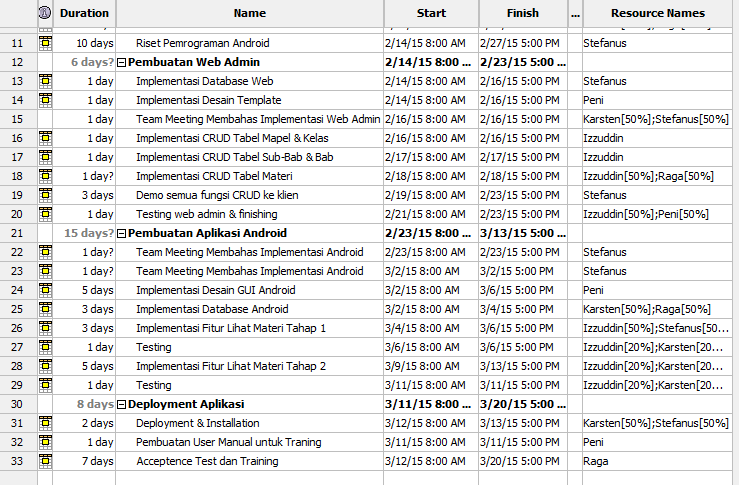 Duration Name Start Finish ... Resource Names
11 10 days Riset Pemrograman Android 2/14/15 8:00 AM 2/27/15 5:00 PM Stefanus
12 6 days? Pembuatan Web Admin 2/14/15 8:00 ... 2/23/15 5:00 ...
13 1 day Implementasi Database Web 2/14/15 8:00 AM 2/16/15 5:00 PM Stefanus
14 1 day Implementasi Desain Template 2/14/15 8:00 AM 2/16/15 5:00 PM Peni
15 1 day Team Meeting Membahas Implementasi Web Admin 2/16/15 8:00 AM 2/16/15 5:00 PM Karsten[50%];Stefanus[50%]
16 1 day Implementasi CRUD Tabel Mapel & Kelas 2/16/15 8:00 AM 2/16/15 5:00 PM Izzuddin
17 1 day Implementasi CRUD Tabel Sub-Bab & Bab 2/17/15 8:00 AM 2/17/15 5:00 PM Izzuddin
18 1 day? Implementasi CRUD Tabel Materi 2/18/15 8:00 AM 2/18/15 5:00 PM Izzuddin[50%];Raga[50%]
19 3 days Demo semua fungsi CRUD ke klien 2/19/15 8:00 AM 2/23/15 5:00 PM Stefanus
20 1 day Testing web admin & finishing 2/21/15 8:00 AM 2/23/15 5:00 PM Izzuddin[50%];Peni[50%]
21 15 days? Pembuatan Aplikasi Android 2/23/15 8:00 ... 3/13/15 5:00 ...
22 1 day? Team Meeting Membahas Implementasi Android 2/23/15 8:00 AM 2/23/15 5:00 PM Stefanus
23 1 day? Team Meeting Membahas Implementasi Android 3/2/15 8:00 AM 3/2/15 5:00 PM Stefanus
24 5 days Implementasi Desain GUI Android 3/2/15 8:00 AM 3/6/15 5:00 PM Peni
25 3 days Implementasi Database Android 3/2/15 8:00 AM 3/4/15 5:00 PM Karsten[50%];Raga[50%]
26 3 days Implementasi Fitur Lihat Materi Tahap 1 3/4/15 8:00 AM 3/6/15 5:00 PM Izzuddin[50%];Stefanus[50...
27 1 day Testing 3/6/15 8:00 AM 3/6/15 5:00 PM Izzuddin[20%];Karsten[20...
28 5 days Implementasi Fitur Lihat Materi Tahap 2 3/9/15 8:00 AM 3/13/15 5:00 PM Izzuddin[20%];Karsten[20...
29 1 day Testing 3/11/15 8:00 AM 3/11/15 5:00 PM Izzuddin[20%];Karsten[20...
30 8 days Deployment Aplikasi 3/11/15 8:00 ... 3/20/15 5:00 ...
31 2 days Deployment & Installation 3/12/15 8:00 AM 3/13/15 5:00 PM Karsten[50%];Stefanus[50%]
32 1 day Pembuatan User Manual untuk Traning 3/11/15 8:00 AM 3/11/15 5:00 PM Peni
33 7 days Acceptence Test dan Training 3/12/15 8:00 AM 3/20/15 5:00 PM Raga